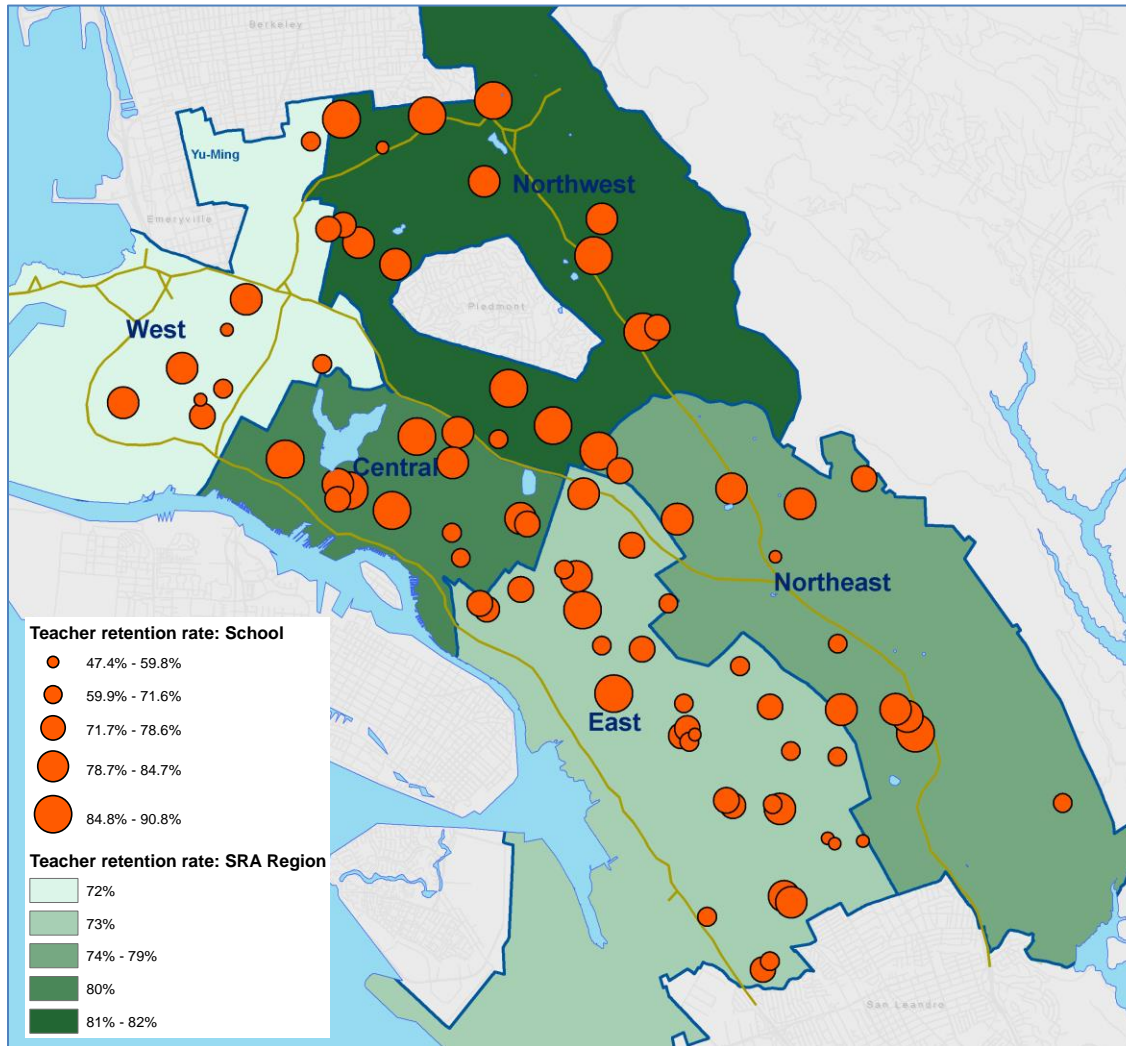 Berkeley
Yu-Ming
Northwest
Emeryville
Piedmont
West
Central
Northeast
East
San Leandro
Teacher retention rate: School
47.4% - 59.8%
59.9% - 71.6%
71.7% - 78.6%
78.7% - 84.7%
84.8% - 90.8%
Teacher retention rate: SRA Region
72%
73%
74% - 79%
80%
81% - 82%